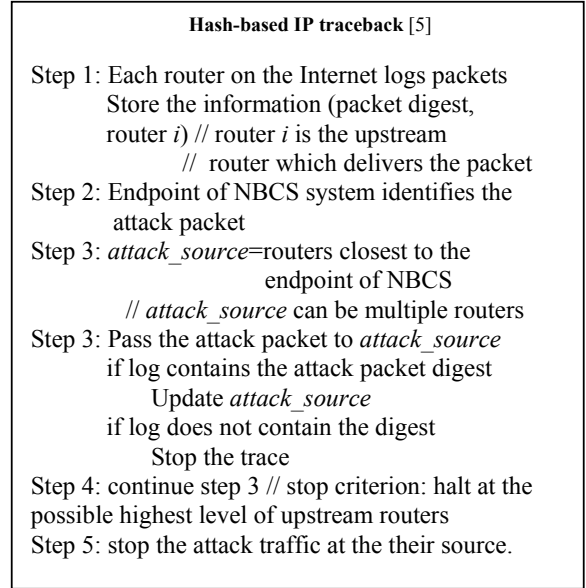 Hash-based IP traceback [5]
Step 1: Each router on the Internet logs packets
Store the information (packet digest,
router i) // router i is the upstream
// router which delivers the packet
Step 2: Endpoint of NBCS system identifies the
attack packet
Step 3: attack_source=routers closest to the
endpoint of NBCS
// attack_source can be multiple routers
Step 3: Pass the attack packet to attack_source
if log contains the attack packet digest
Update attack_source
if log does not contain the digest
Stop the trace
Step 4: continue step 3 // stop criterion: halt at the
possible highest level of upstream routers
Step 5: stop the attack traffic at the their source.